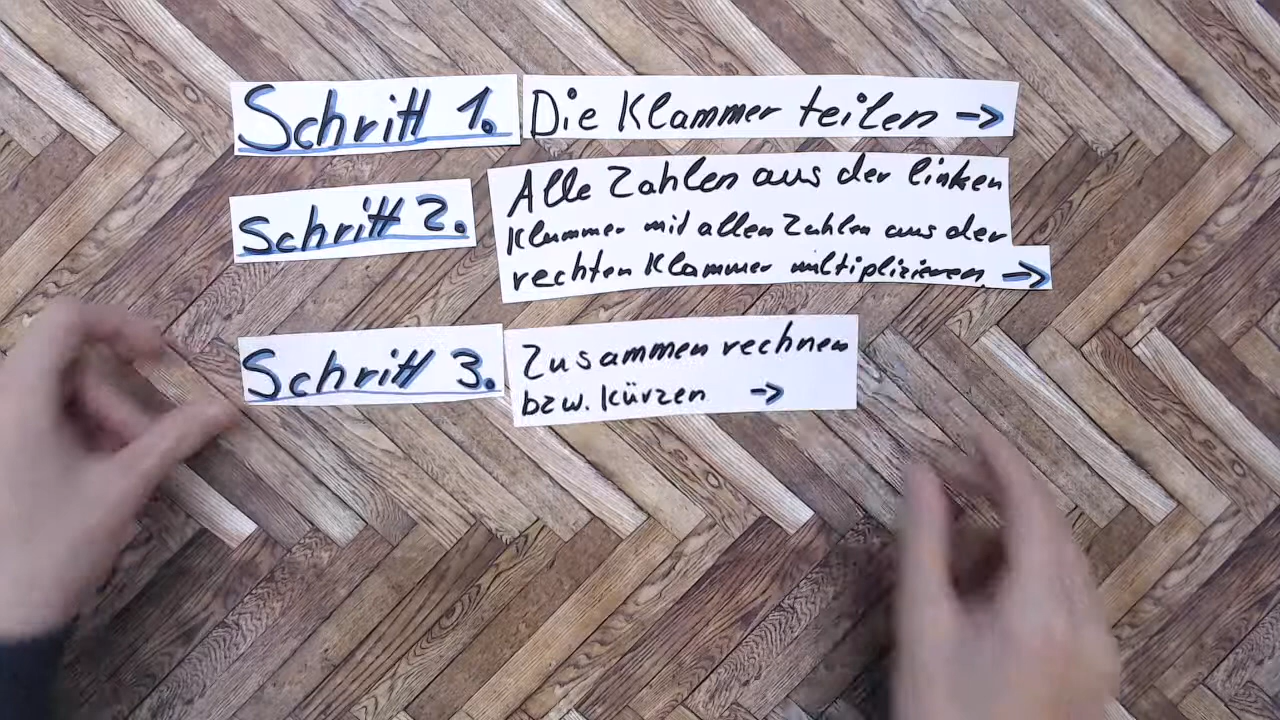 Schritt 1. Die Klammer teilen →
Schritt 2. Alle Zahlen aus der linken
Klammer mit allen Zahlen aus der
rechten Klammer multiplizieren →
Schritt 3. Zusammen rechnen
bzw. kürzen →